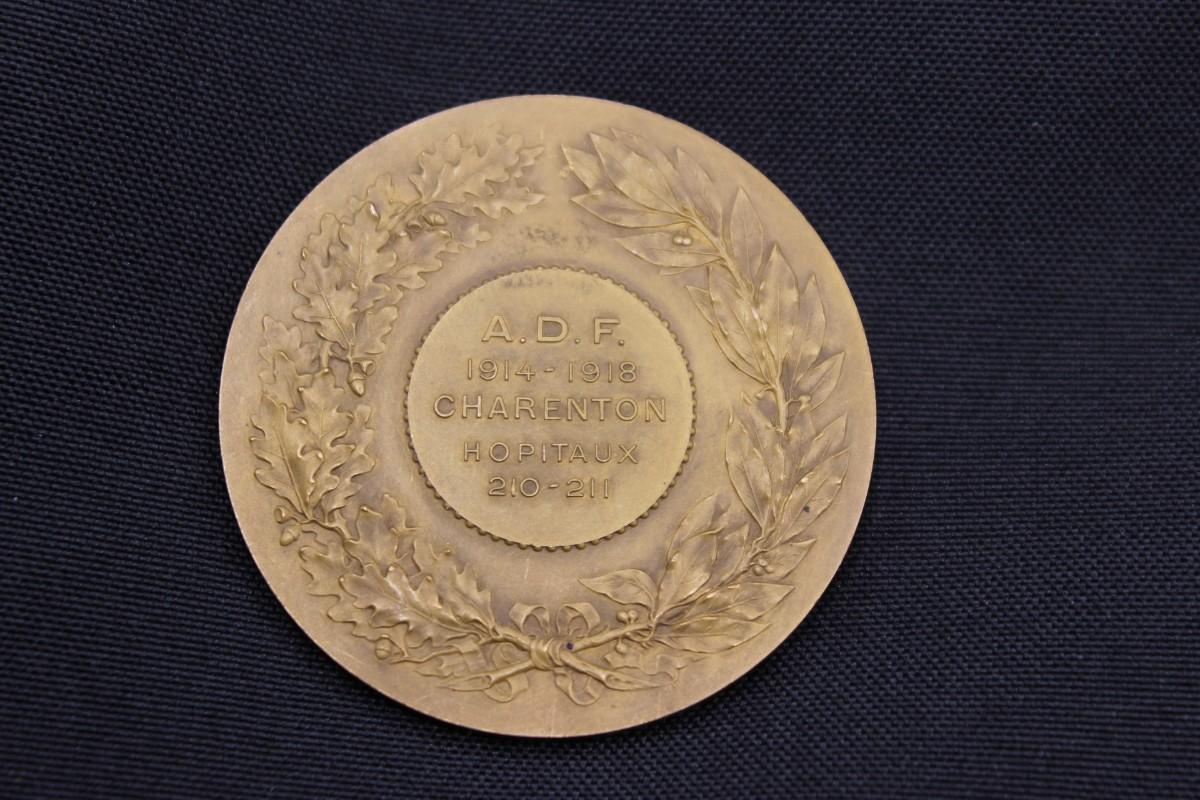 A.D.F.
1914-1918
CHARENTON
HOPITAUX
210-211